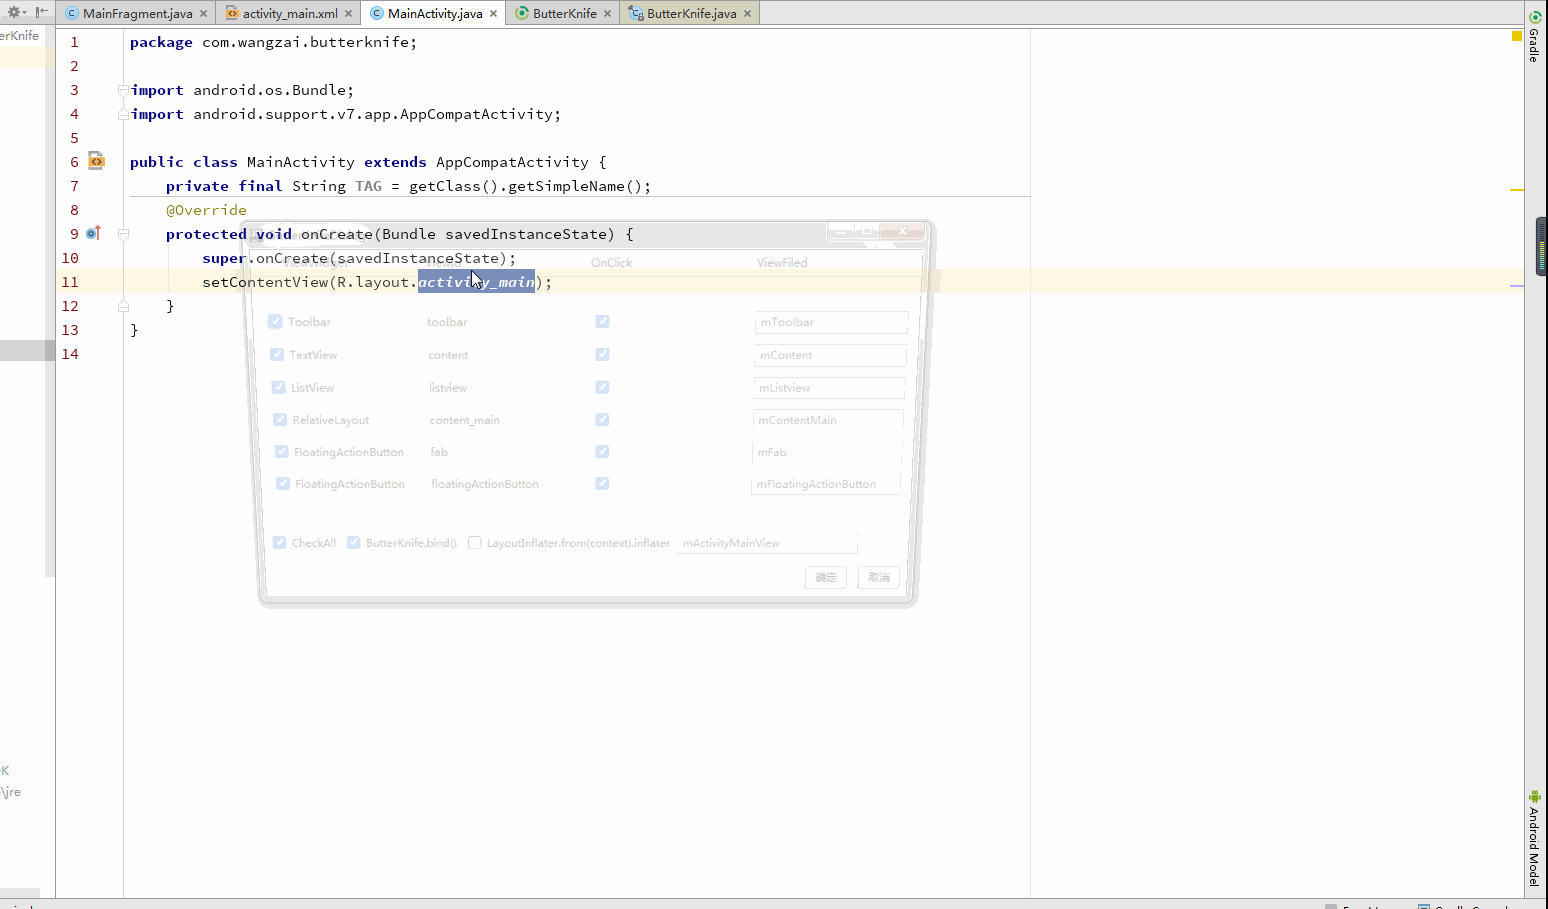 MainFragment.java
activity_main.xml
MainActivity.java
ButterKnife
ButterKnife.java
erKnife
1 package com.wangzai.butterknife;
2
3 import android.os.Bundle;
4 import android.support.v7.app.AppCompatActivity;
5
6 public class MainActivity extends AppCompatActivity {
7 private final String TAG = getClass().getSimpleName();
8 @Override
9 protected void onCreate(Bundle savedInstanceState) {
10 super.onCreate(savedInstanceState);
11 setContentView(R.layout.activity_main);
12 }
13 }
14
ViewWidget OnClick ViewFiled
Toolbar toolbar mToolbar
TextView content mContent
ListView listview mListview
RelativeLayout content_main mContentMain
FloatingActionButton fab mFab
FloatingActionButton floatingActionButton mFloatingActionButton
CheckAll ButterKnife.bind() LayoutInflater.from(context).inflater mActivityMainView
确定 取消
K
\jre
Gradle
Android Model